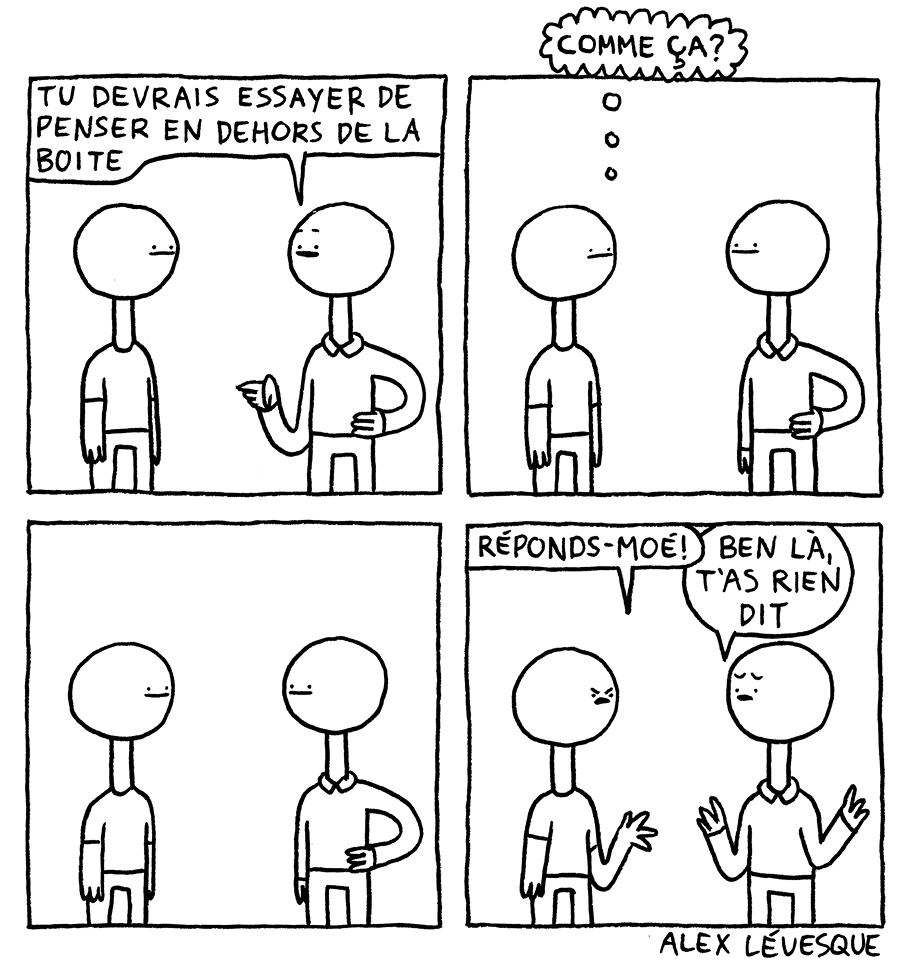 TU DEVRAIS ESSAYER DE
PENSER EN DEHORS DE LA
BOITE
COMME ÇA?
RÉPONDS-MOÉ!
BEN LÀ,
T'AS RIEN
DIT
ALEX LÉVESQUE